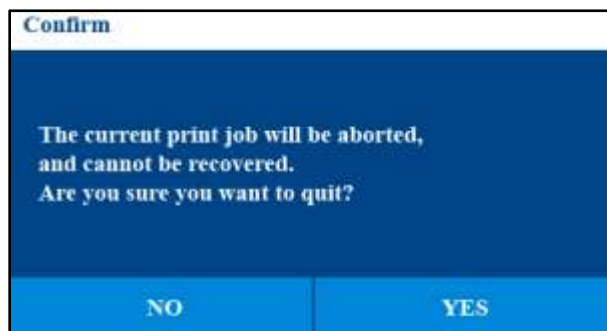 Confirm
The current print job will be aborted,
and cannot be recovered.
Are you sure you want to quit?
NO
YES